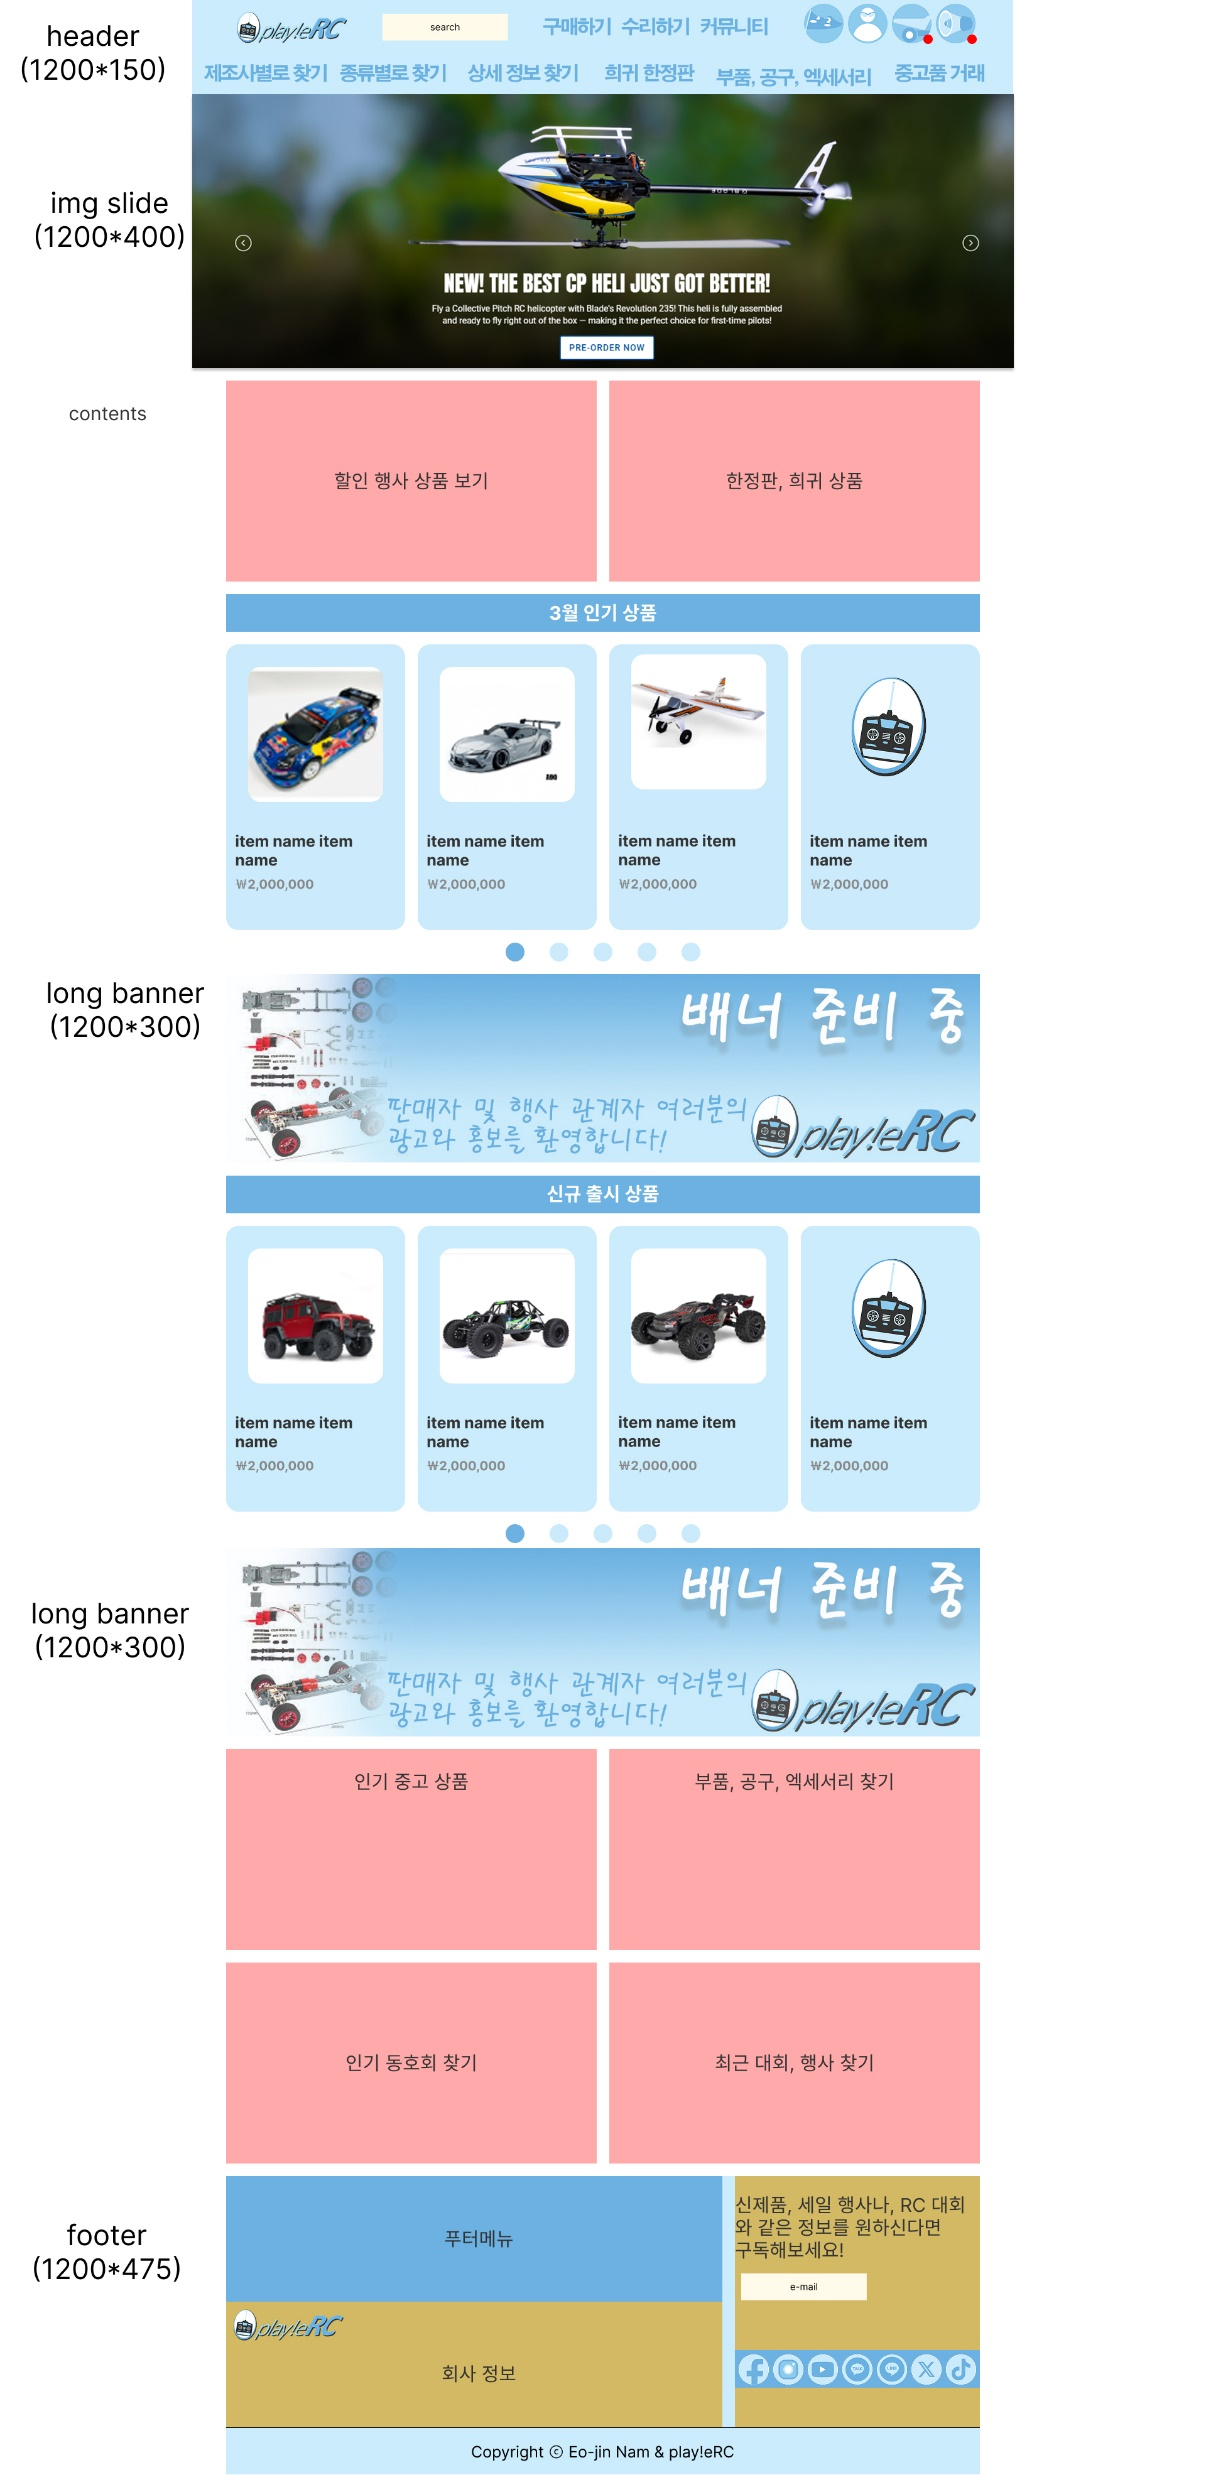 header
(1200*150)
play!eRC
search
구매하기 수리하기 커뮤니티
제조사별로 찾기 종류별로 찾기 상세 정보 찾기 희귀 한정판 부품, 공구, 엑세서리 중고품 거래
img slide
(1200*400)
NEW! THE BEST CP HELI JUST GOT BETTER!
Fly a Collective Pitch RC helicopter with Blade's Revolution 235! This heli is fully assembled
and ready to fly right out of the box — making it the perfect choice for first-time pilots!
PRE-ORDER NOW
contents
할인 행사 상품 보기
한정판, 희귀 상품
3월 인기 상품
item name item
name
₩2,000,000
item name item
name
₩2,000,000
item name item
name
₩2,000,000
item name item
name
₩2,000,000
long banner
(1200*300)
배너 준비 중
판매자 및 행사 관계자 여러분의
광고와 홍보를 환영합니다!
play!eRC
신규 출시 상품
item name item
name
₩2,000,000
item name item
name
₩2,000,000
item name item
name
₩2,000,000
item name item
name
₩2,000,000
long banner
(1200*300)
배너 준비 중
판매자 및 행사 관계자 여러분의
광고와 홍보를 환영합니다!
play!eRC
인기 중고 상품
부품, 공구, 엑세서리 찾기
인기 동호회 찾기
최근 대회, 행사 찾기
footer
(1200*475)
푸터메뉴
신제품, 세일 행사나, RC 대회
와 같은 정보를 원하신다면
구독해보세요!
e-mail
play!eRC
회사 정보
Copyright ⓒ Eo-jin Nam & play!eRC